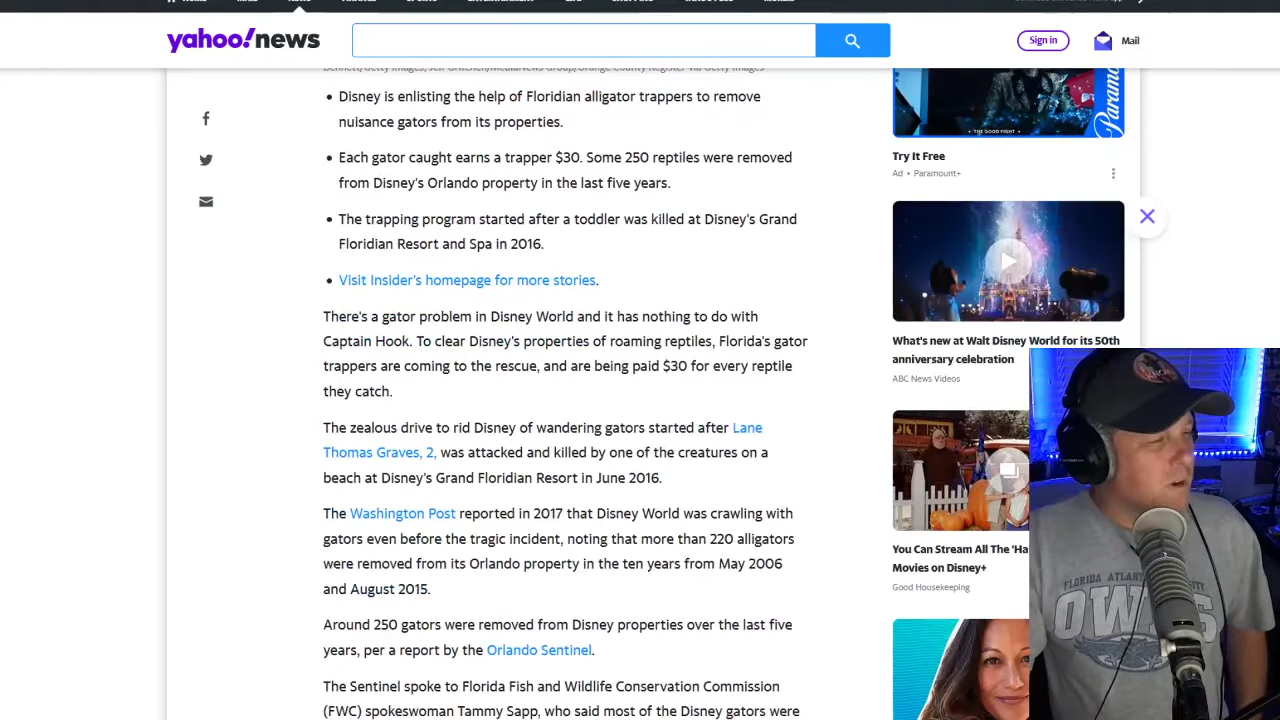 yahoo!news
Sign in
Mail
Disney is enlisting the help of Floridian alligator trappers to remove
nuisance gators from its properties.
Each gator caught earns a trapper $30. Some 250 reptiles were removed
from Disney's Orlando property in the last five years.
The trapping program started after a toddler was killed at Disney's Grand
Floridian Resort and Spa in 2016.
Visit Insider's homepage for more stories.
There's a gator problem in Disney World and it has nothing to do with
Captain Hook. To clear Disney's properties of roaming reptiles, Florida's gator
trappers are coming to the rescue, and are being paid $30 for every reptile
they catch.
The zealous drive to rid Disney of wandering gators started after Lane
Thomas Graves, 2, was attacked and killed by one of the creatures on a
beach at Disney's Grand Floridian Resort in June 2016.
The Washington Post reported in 2017 that Disney World was crawling with
gators even before the tragic incident, noting that more than 220 alligators
were removed from its Orlando property in the ten years from May 2006
and August 2015.
Around 250 gators were removed from Disney properties over the last five
years, per a report by the Orlando Sentinel.
The Sentinel spoke to Florida Fish and Wildlife Conservation Commission
(FWC) spokeswoman Tammy Sapp, who said most of the Disney gators were
THE GOOD FIGHT
Paramount
Try It Free
Ad • Paramount+
What's new at Walt Disney World for its 50th
anniversary celebration
ABC News Videos
You Can Stream All The 'Ha
Movies on Disney+
Good Housekeeping
FLORIDA ATLANTIC
OWLS